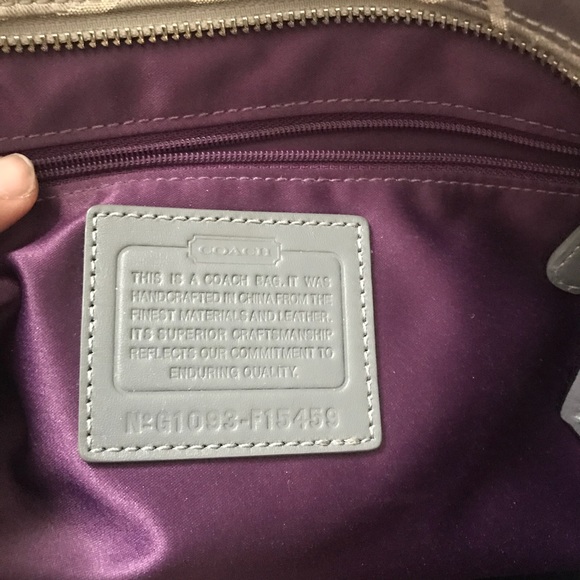 COACH
THIS IS A COACH BAG. IT WAS
HANDCRAFTED IN CHINA FROM THE
FINEST MATERIALS AND LEATHER.
ITS SUPERIOR CRAFTSMANSHIP
REFLECTS OUR COMMITMENT TO
ENDURING QUALITY.
Nº G1093-F15459